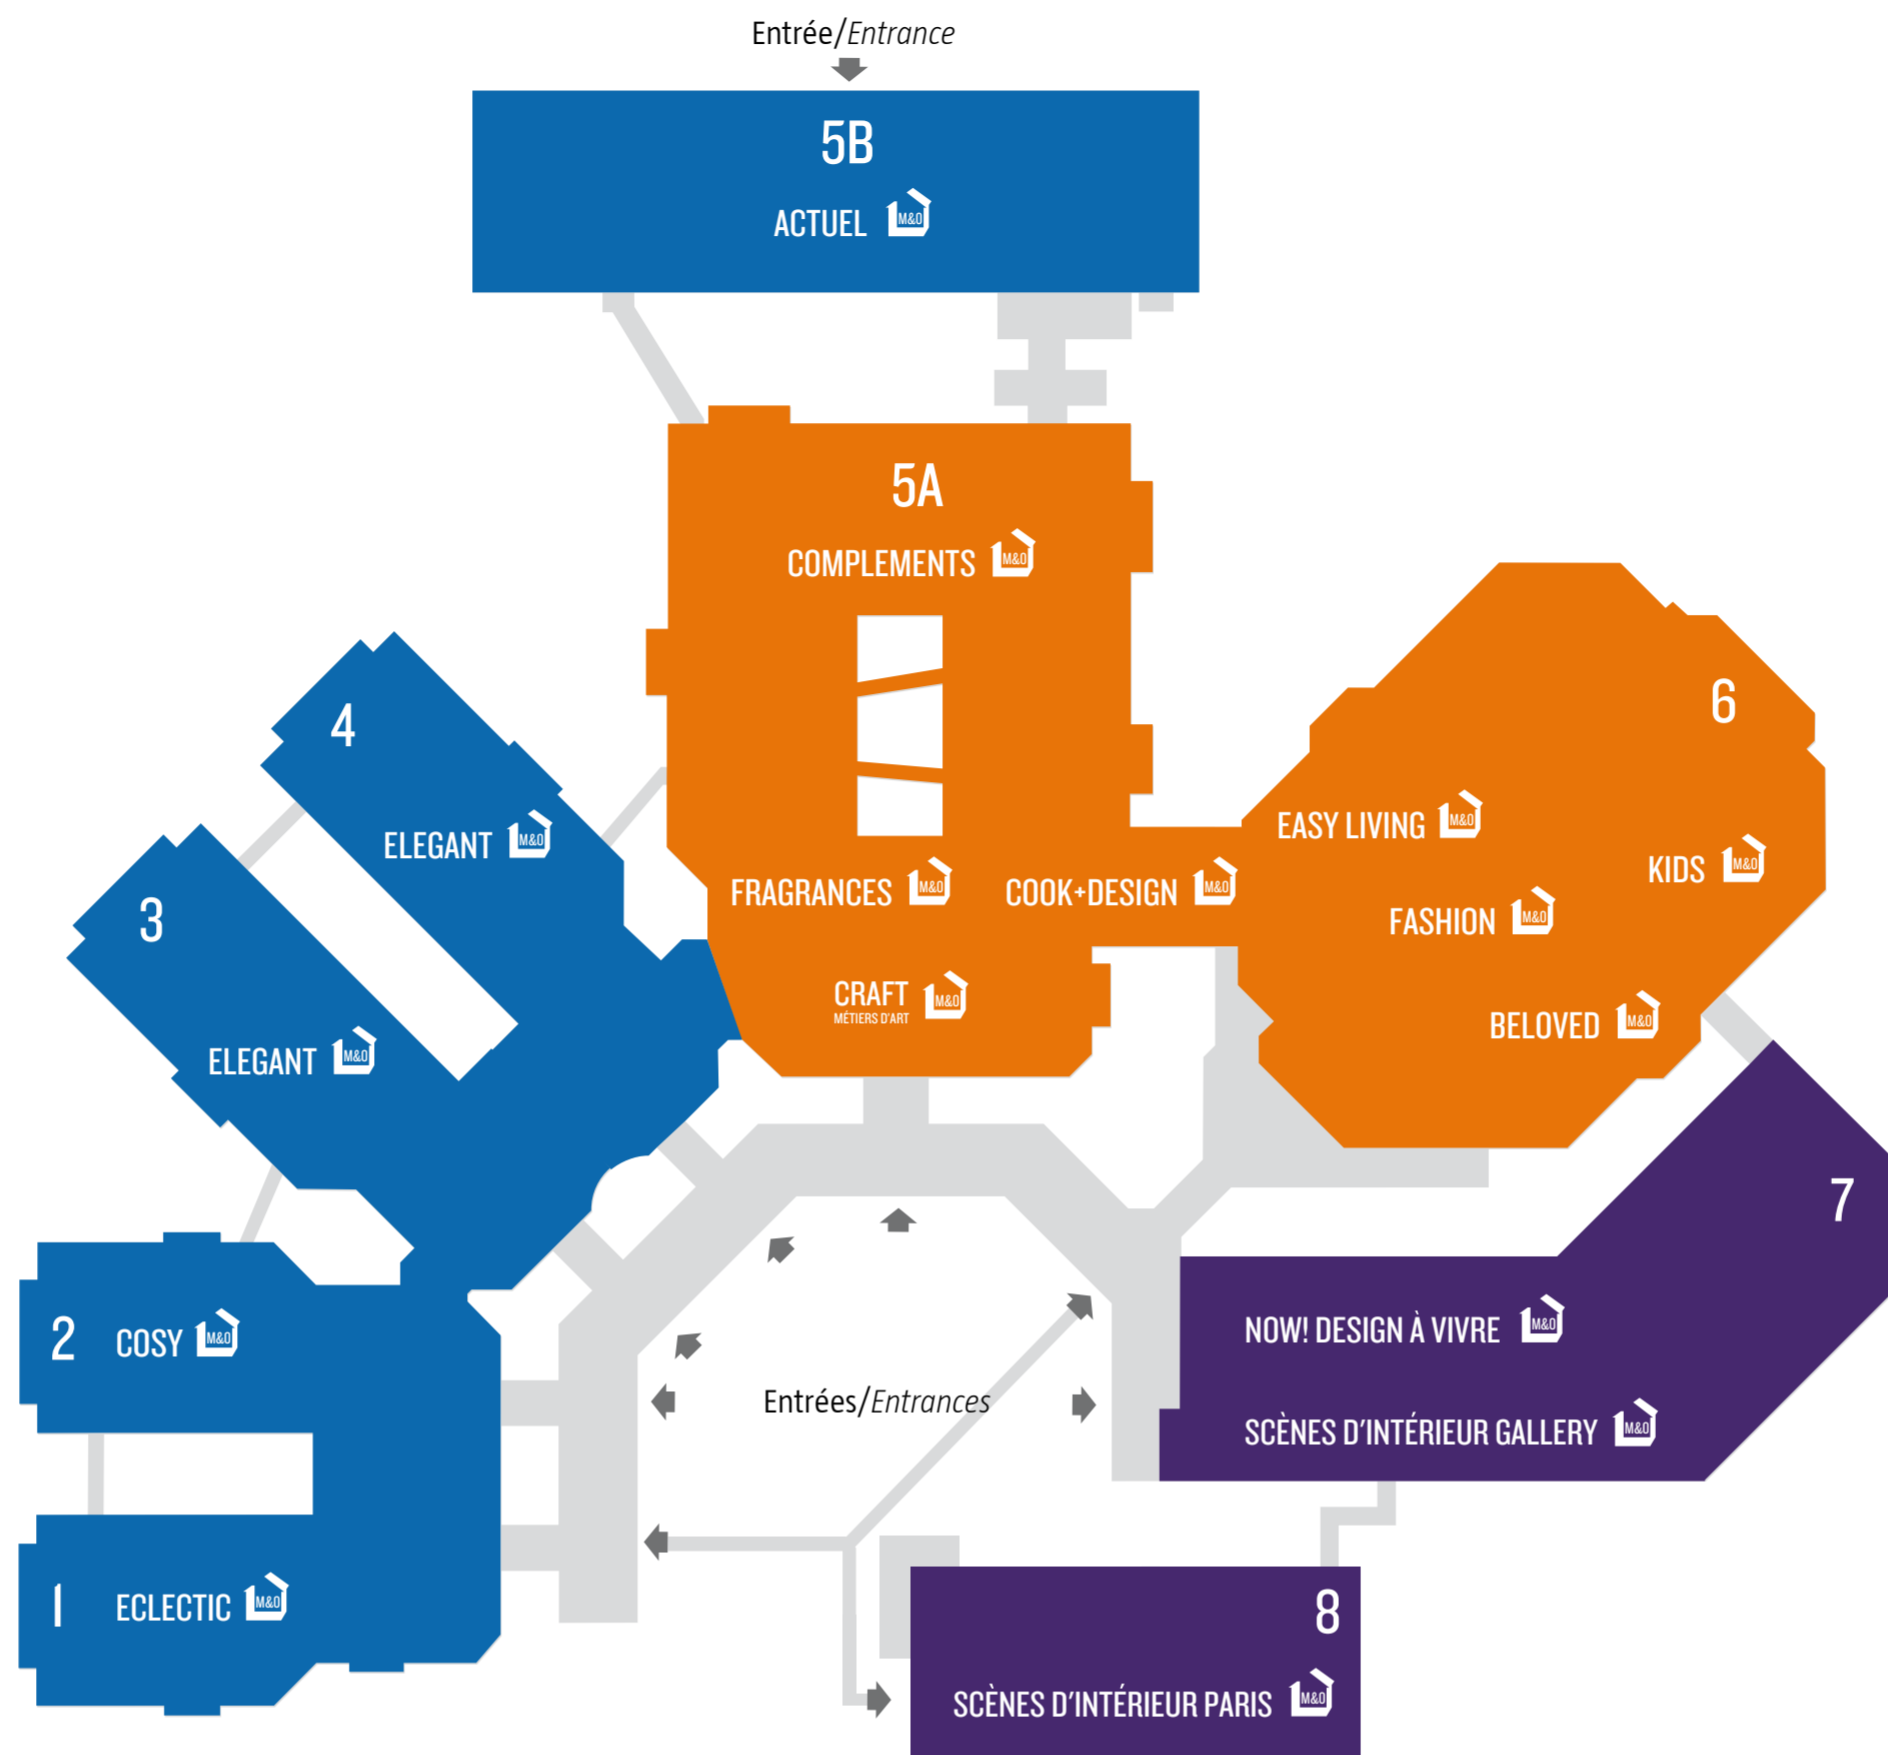 Entrée/Entrance
5B
ACTUEL M&O
5A
COMPLEMENTS M&O
4
ELEGANT M&O
3
ELEGANT M&O
FRAGRANCES M&O
COOK+DESIGN M&O
CRAFT M&O
MÉTIERS D'ART
6
EASY LIVING M&O
KIDS M&O
FASHION M&O
BELOVED M&O
7
NOW! DESIGN À VIVRE M&O
SCÈNES D'INTÉRIEUR GALLERY M&O
2 COSY M&O
Entrées/Entrances
1 ECLECTIC M&O
8
SCÈNES D'INTÉRIEUR PARIS M&O